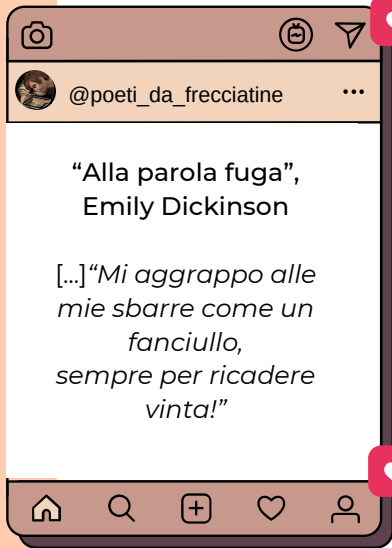 @poeti_da_frecciatine
“Alla parola fuga”,
Emily Dickinson
[...]“Mi aggrappo alle
mie sbarre come un
fanciullo,
sempre per ricadere
vinta!”